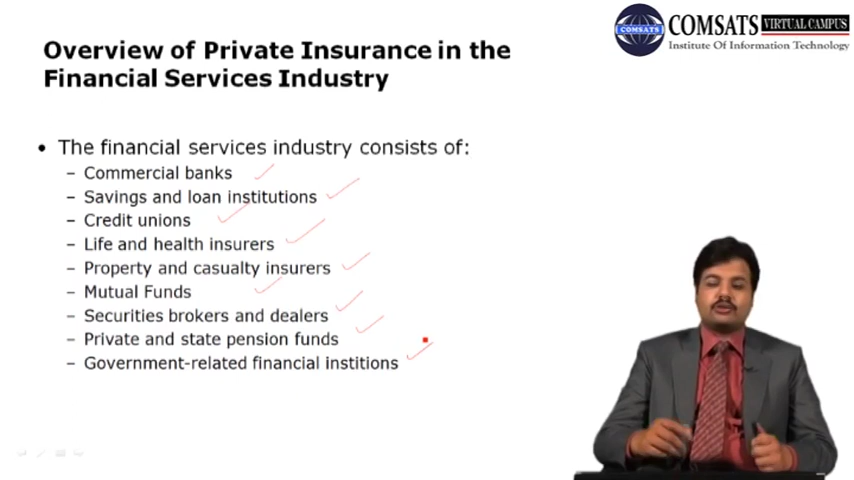 COMSATS VIRTUAL CAMPUS
COMSATS
Institute Of Information Technology
Overview of Private Insurance in the
Financial Services Industry
• The financial services industry consists of:
– Commercial banks
– Savings and loan institutions
– Credit unions
– Life and health insurers
– Property and casualty insurers
– Mutual Funds
– Securities brokers and dealers
– Private and state pension funds
– Government-related financial institions